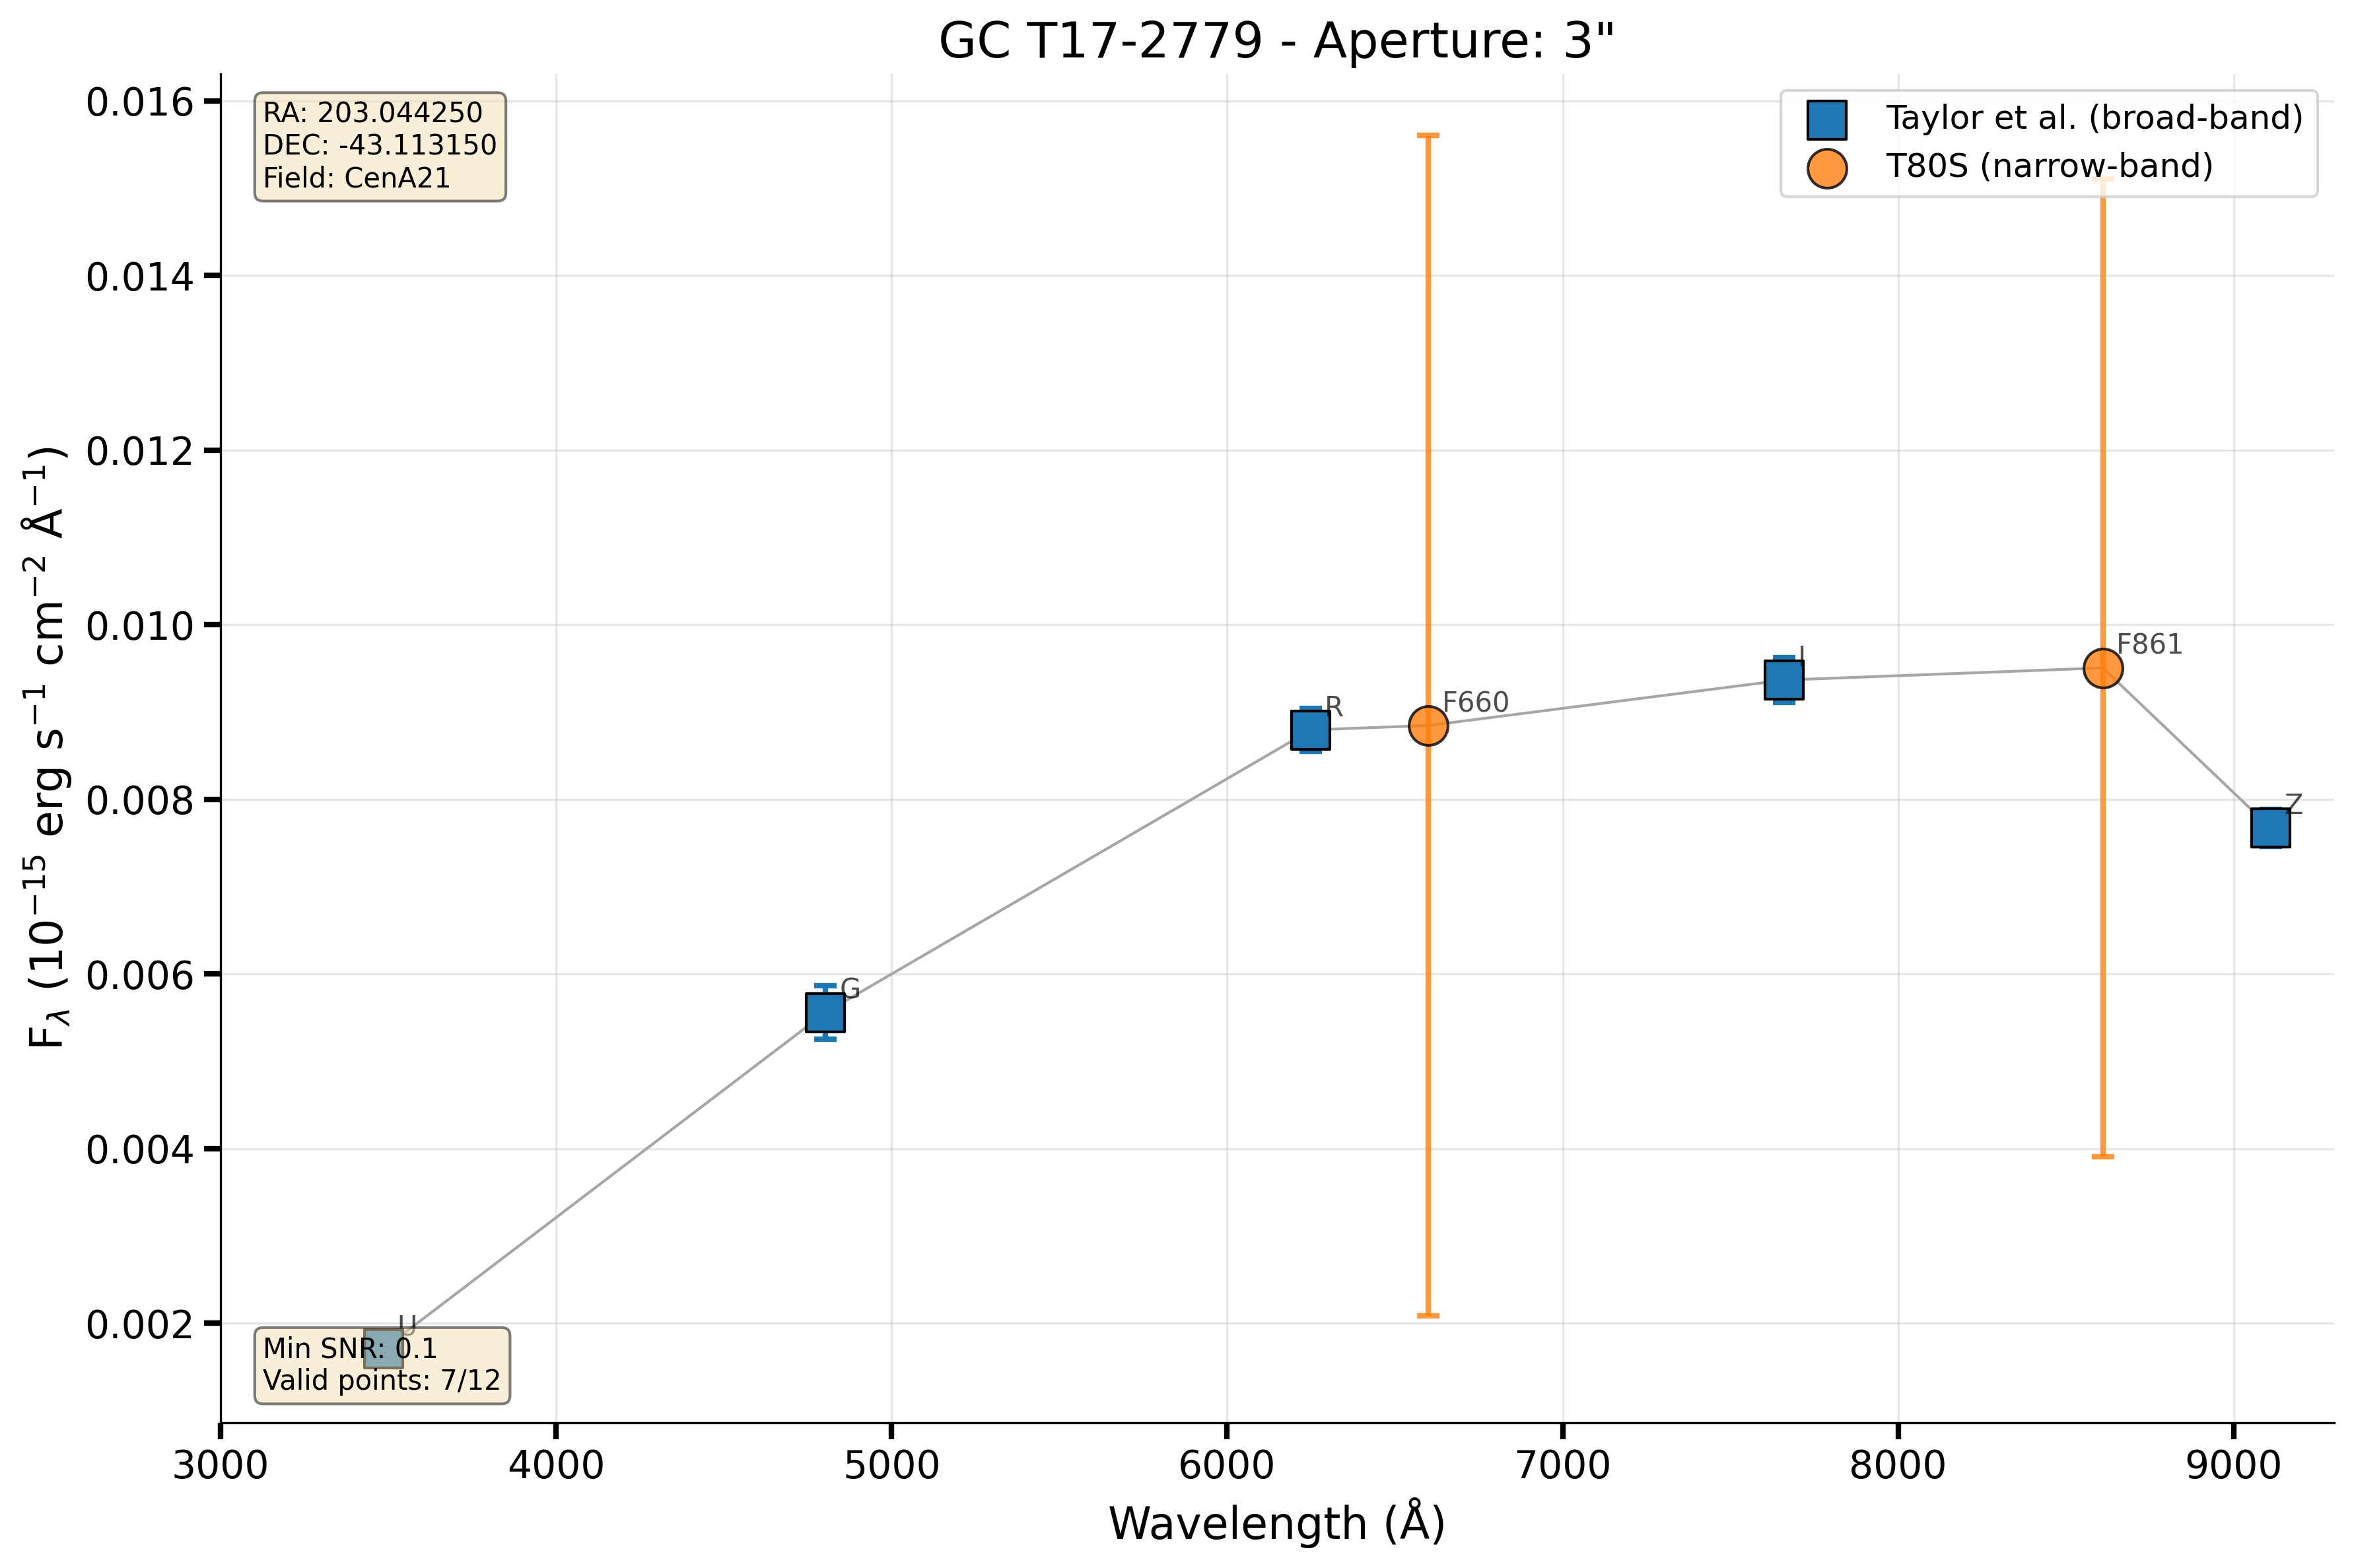 GC T17-2779 - Aperture: 3"
RA: 203.044250
DEC: -43.113150
Field: CenA21
Taylor et al. (broad-band)
T80S (narrow-band)
F$_λ$ (10$^{−15}$ erg s$^{−1}$ cm$^{−2}$ Å$^{−1}$)
0.016
0.014
0.012
0.010
0.008
0.006
0.004
0.002
U
G
R
F660
I
F861
Z
Min SNR: 0.1
Valid points: 7/12
3000 4000 5000 6000 7000 8000 9000
Wavelength (Å)